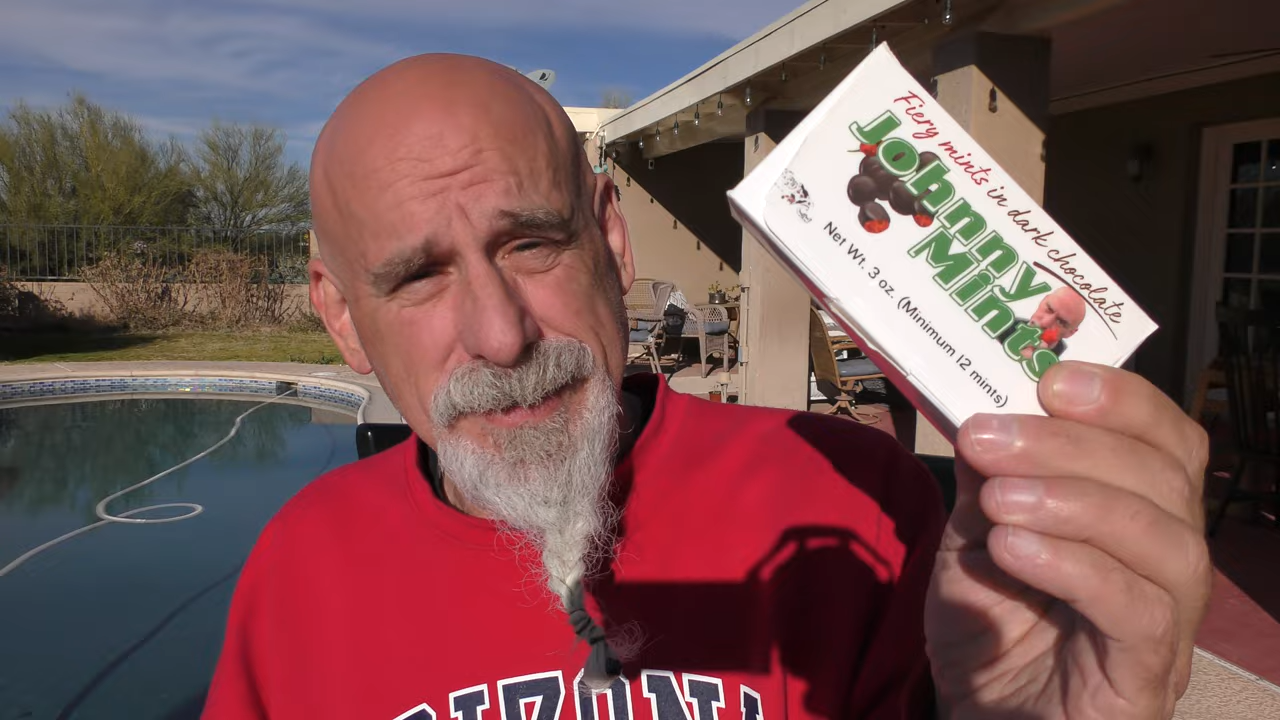 Fiery mints in dark chocolate
Johnny
Mints
Net Wt. 3 oz. (Minimum 12 mints)